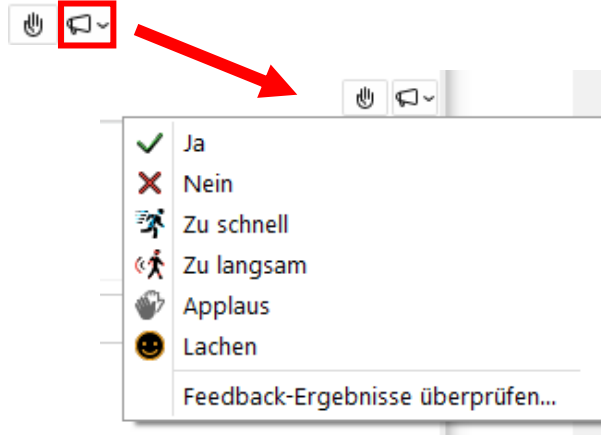 Ja
Nein
Zu schnell
Zu langsam
Applaus
Lachen
Feedback-Ergebnisse überprüfen...